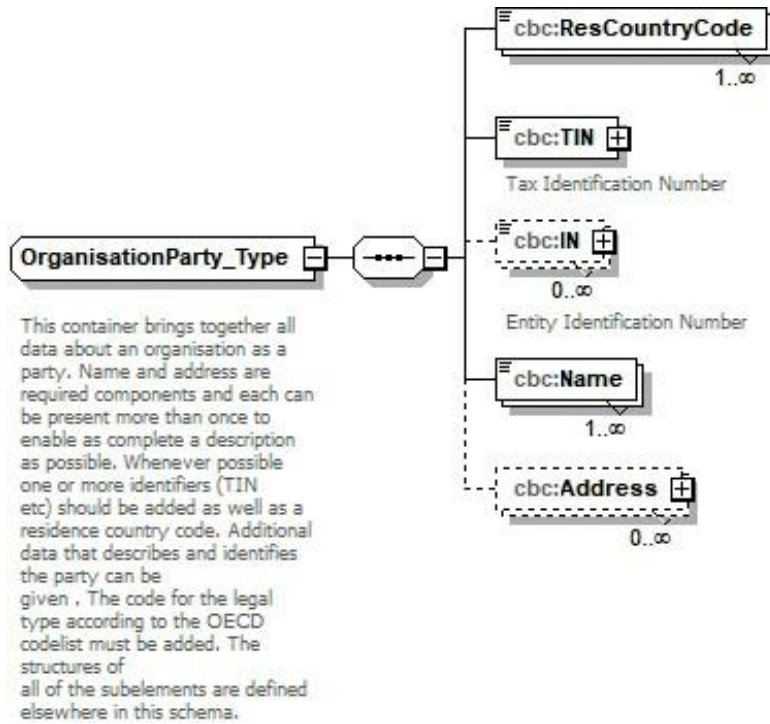 cbc:ResCountryCode
1..∞
cbc:TIN
Tax Identification Number
cbc:IN
0..∞
Entity Identification Number
OrganisationParty_Type
This container brings together all
data about an organisation as a
party. Name and address are
required components and each can
be present more than once to
enable as complete a description
as possible. Whenever possible
one or more identifiers (TIN
etc) should be added as well as a
residence country code. Additional
data that describes and identifies
the party can be
given . The code for the legal
type according to the OECD
codelist must be added. The
structures of
all of the subelements are defined
elsewhere in this schema.
cbc:Name
1..∞
cbc:Address
0..∞